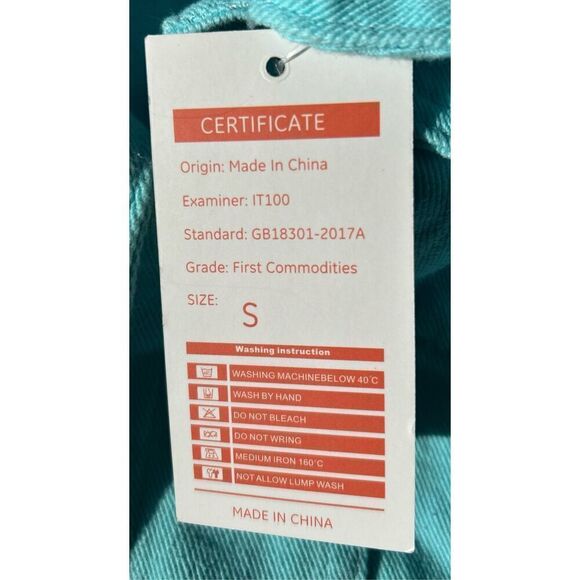 CERTIFICATE
Origin: Made In China
Examiner: IT100
Standard: GB18301-2017A
Grade: First Commodities
SIZE: S
Washing instruction
WASHING MACHINEBELOW 40°C
WASH BY HAND
DO NOT BLEACH
DO NOT WRING
MEDIUM IRON 160°C
NOT ALLOW LUMP WASH
MADE IN CHINA